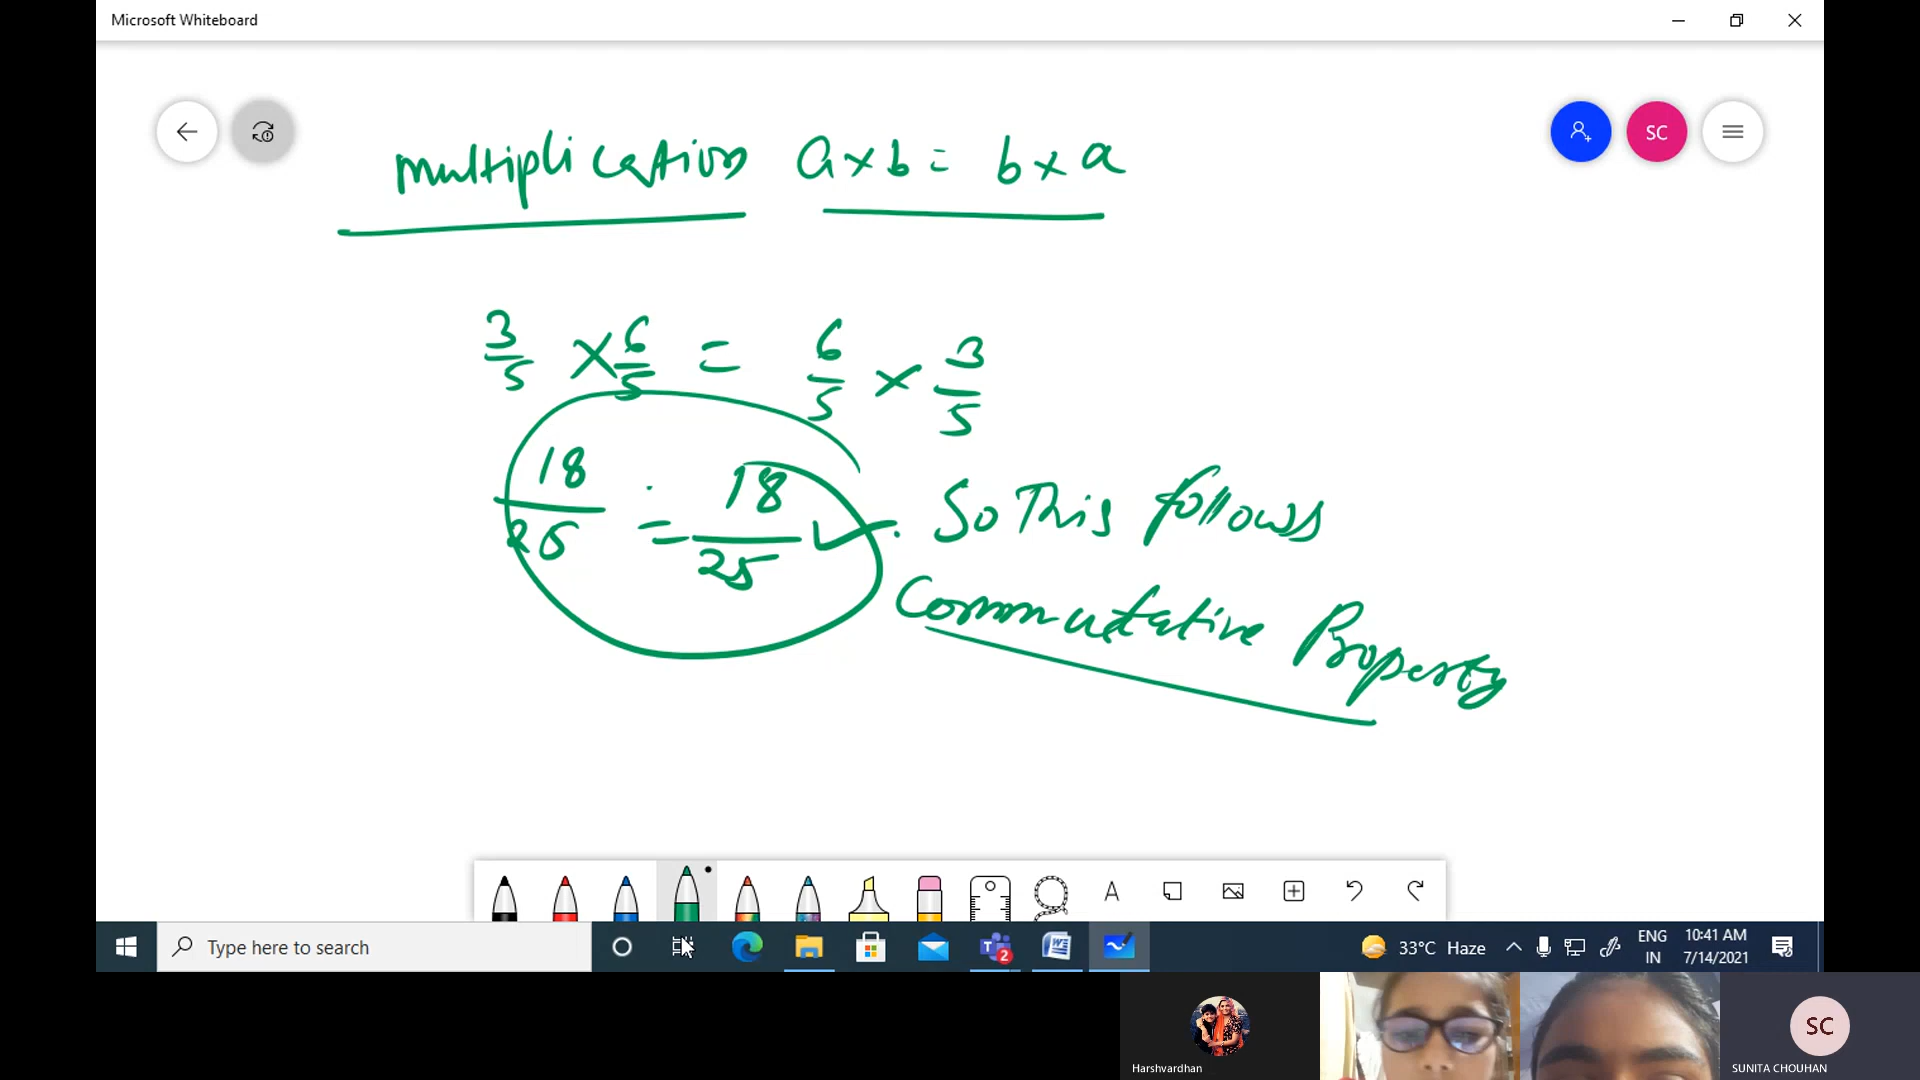 Microsoft Whiteboard
SC
multiplication a×b = b×a
3/5 × 6/5 = 6/5 × 3/5
18/25 = 18/25 ✓. So This follows
Commutative Property
A
Type here to search
2
33°C Haze
ENG
IN
10:41 AM
7/14/2021
SC
Harshvardhan
SUNITA CHOUHAN